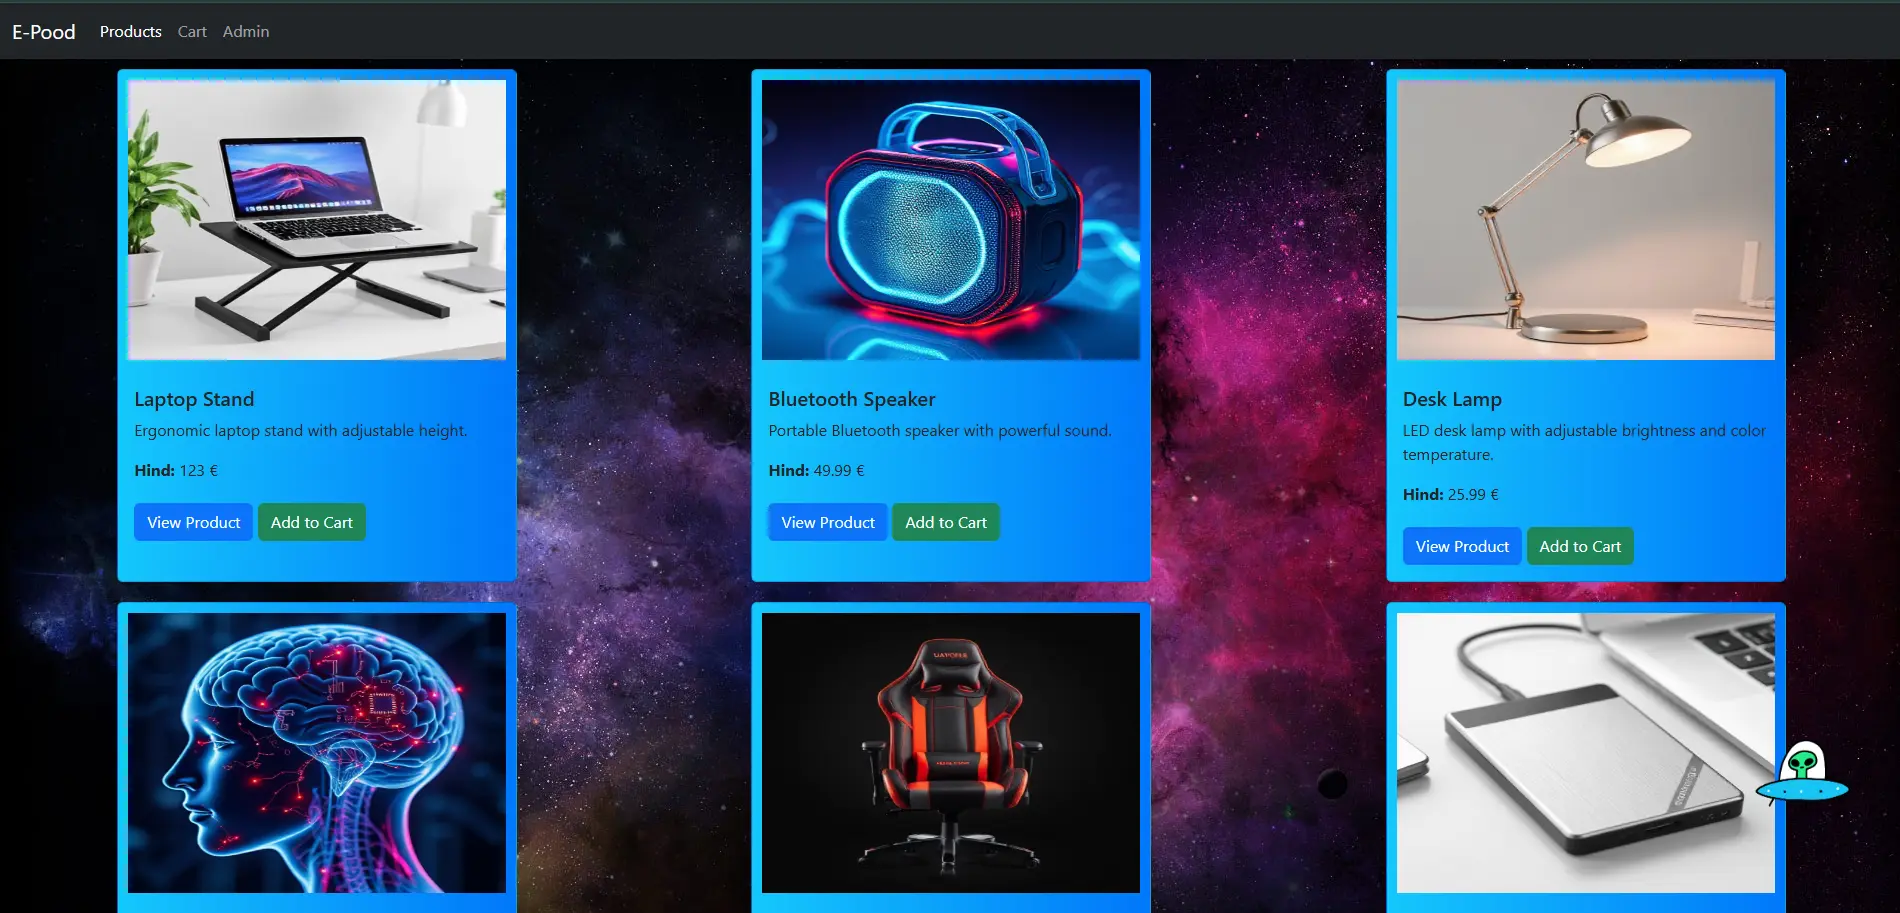 E-Pood Products Cart Admin
Laptop Stand
Ergonomic laptop stand with adjustable height.
Hind: 123 €
View Product Add to Cart
Bluetooth Speaker
Portable Bluetooth speaker with powerful sound.
Hind: 49.99 €
View Product Add to Cart
Desk Lamp
LED desk lamp with adjustable brightness and color
temperature.
Hind: 25.99 €
View Product Add to Cart